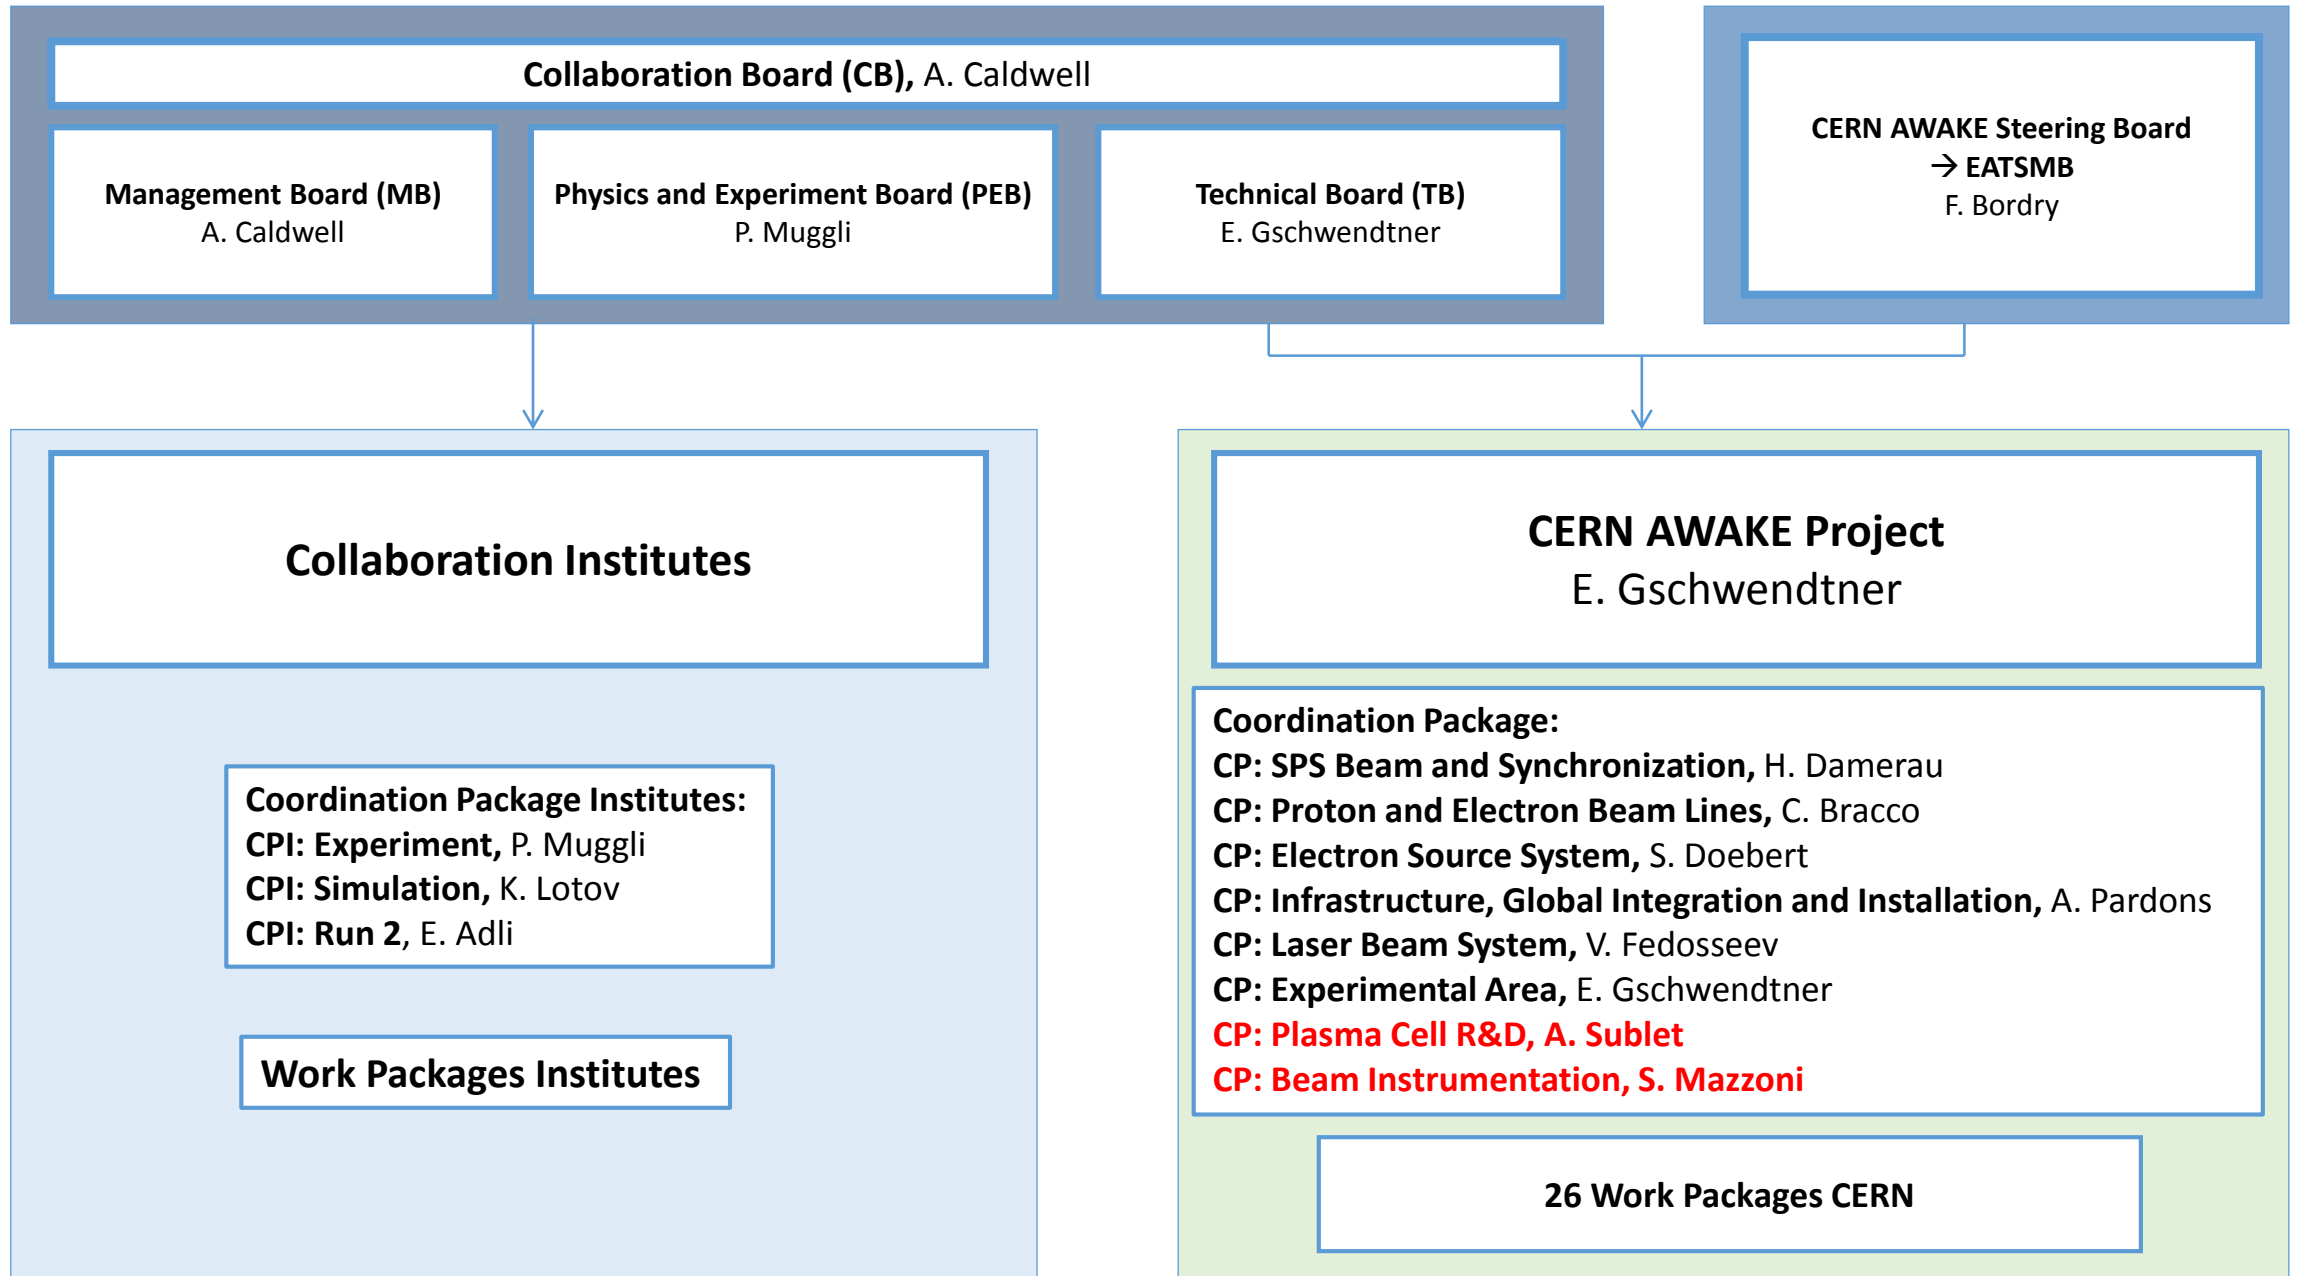 Collaboration Board (CB), A. Caldwell
Management Board (MB)
A. Caldwell
Physics and Experiment Board (PEB)
P. Muggli
Technical Board (TB)
E. Gschwendtner
CERN AWAKE Steering Board
→ EATSMB
F. Bordry
Collaboration Institutes
Coordination Package Institutes:
CPI: Experiment, P. Muggli
CPI: Simulation, K. Lotov
CPI: Run 2, E. Adli
Work Packages Institutes
CERN AWAKE Project
E. Gschwendtner
Coordination Package:
CP: SPS Beam and Synchronization, H. Damerau
CP: Proton and Electron Beam Lines, C. Bracco
CP: Electron Source System, S. Doebert
CP: Infrastructure, Global Integration and Installation, A. Pardons
CP: Laser Beam System, V. Fedosseev
CP: Experimental Area, E. Gschwendtner
CP: Plasma Cell R&D, A. Sublet
CP: Beam Instrumentation, S. Mazzoni
26 Work Packages CERN